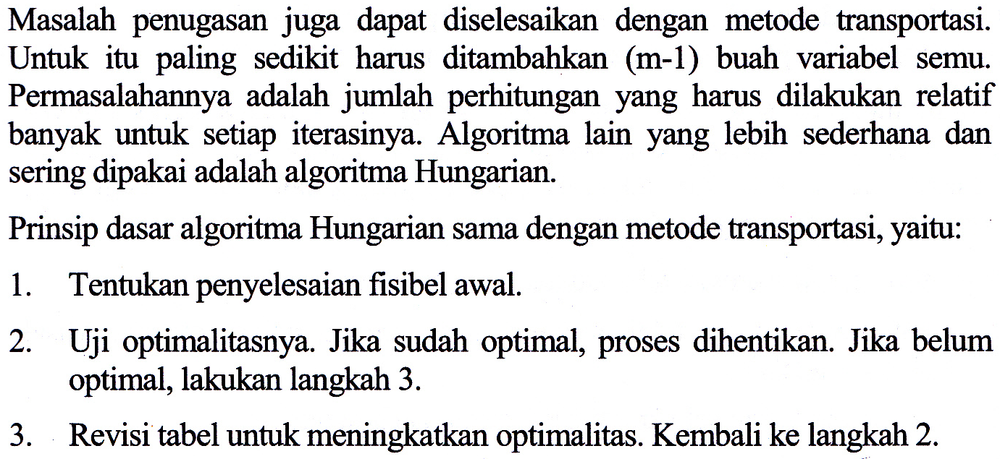 Masalah penugasan juga dapat diselesaikan dengan metode transportasi.
Untuk itu paling sedikit harus ditambahkan (m-1) buah variabel semu.
Permasalahannya adalah jumlah perhitungan yang harus dilakukan relatif
banyak untuk setiap iterasinya. Algoritma lain yang lebih sederhana dan
sering dipakai adalah algoritma Hungarian.
Prinsip dasar algoritma Hungarian sama dengan metode transportasi, yaitu:
1. Tentukan penyelesaian fisibel awal.
2. Uji optimalitasnya. Jika sudah optimal, proses dihentikan. Jika belum
optimal, lakukan langkah 3.
3. Revisi tabel untuk meningkatkan optimalitas. Kembali ke langkah 2.